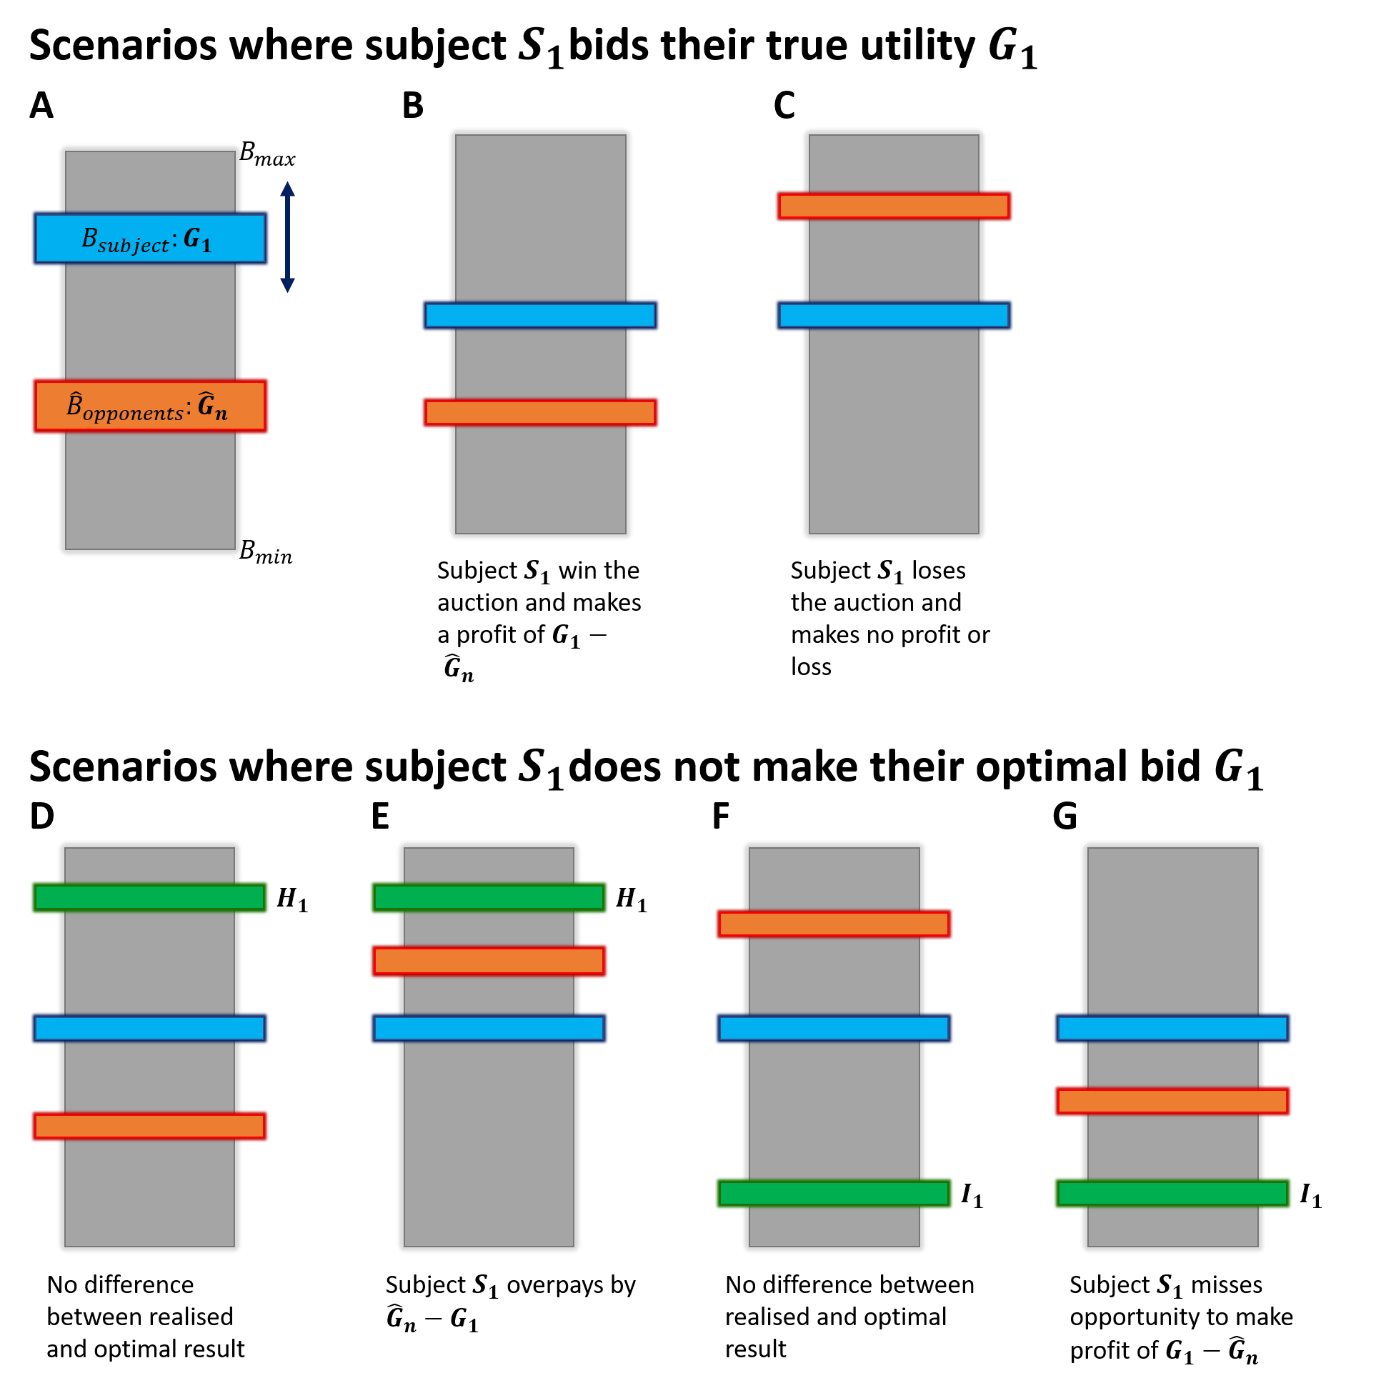 Scenarios where subject S₁ bids their true utility G₁
A
B
C
B_max
B_subject: G₁
B̂_opponents: Ĝₙ
B_min
Subject S₁ win the
auction and makes
a profit of G₁ −
Ĝₙ
Subject S₁ loses
the auction and
makes no profit or
loss
Scenarios where subject S₁ does not make their optimal bid G₁
D
E
F
G
H₁
H₁
I₁
I₁
No difference
between realised
and optimal result
Subject S₁ overpays by
Ĝₙ − G₁
No difference between
realised and optimal
result
Subject S₁ misses
opportunity to make
profit of G₁ − Ĝₙ